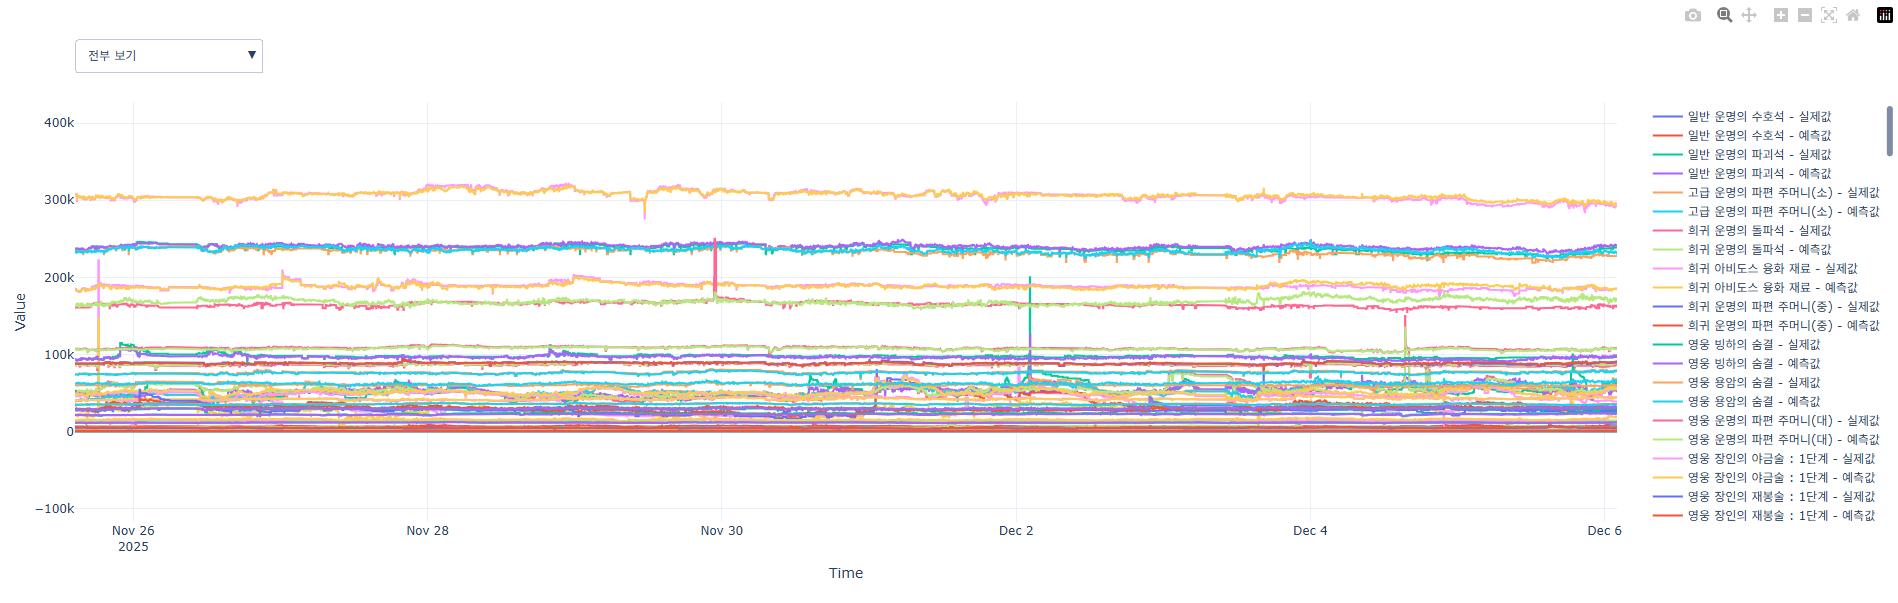 전부 보기 ▼
400k
300k
200k
100k
0
−100k
Value
Nov 26
2025
Nov 28
Nov 30
Dec 2
Dec 4
Dec 6
Time
일반 운명의 수호석 - 실제값
일반 운명의 수호석 - 예측값
일반 운명의 파괴석 - 실제값
일반 운명의 파괴석 - 예측값
고급 운명의 파편 주머니(소) - 실제값
고급 운명의 파편 주머니(소) - 예측값
희귀 운명의 돌파석 - 실제값
희귀 운명의 돌파석 - 예측값
희귀 아비도스 융화 재료 - 실제값
희귀 아비도스 융화 재료 - 예측값
희귀 운명의 파편 주머니(중) - 실제값
희귀 운명의 파편 주머니(중) - 예측값
영웅 빙하의 숨결 - 실제값
영웅 빙하의 숨결 - 예측값
영웅 용암의 숨결 - 실제값
영웅 용암의 숨결 - 예측값
영웅 운명의 파편 주머니(대) - 실제값
영웅 운명의 파편 주머니(대) - 예측값
영웅 장인의 야금술 : 1단계 - 실제값
영웅 장인의 야금술 : 1단계 - 예측값
영웅 장인의 재봉술 : 1단계 - 실제값
영웅 장인의 재봉술 : 1단계 - 예측값